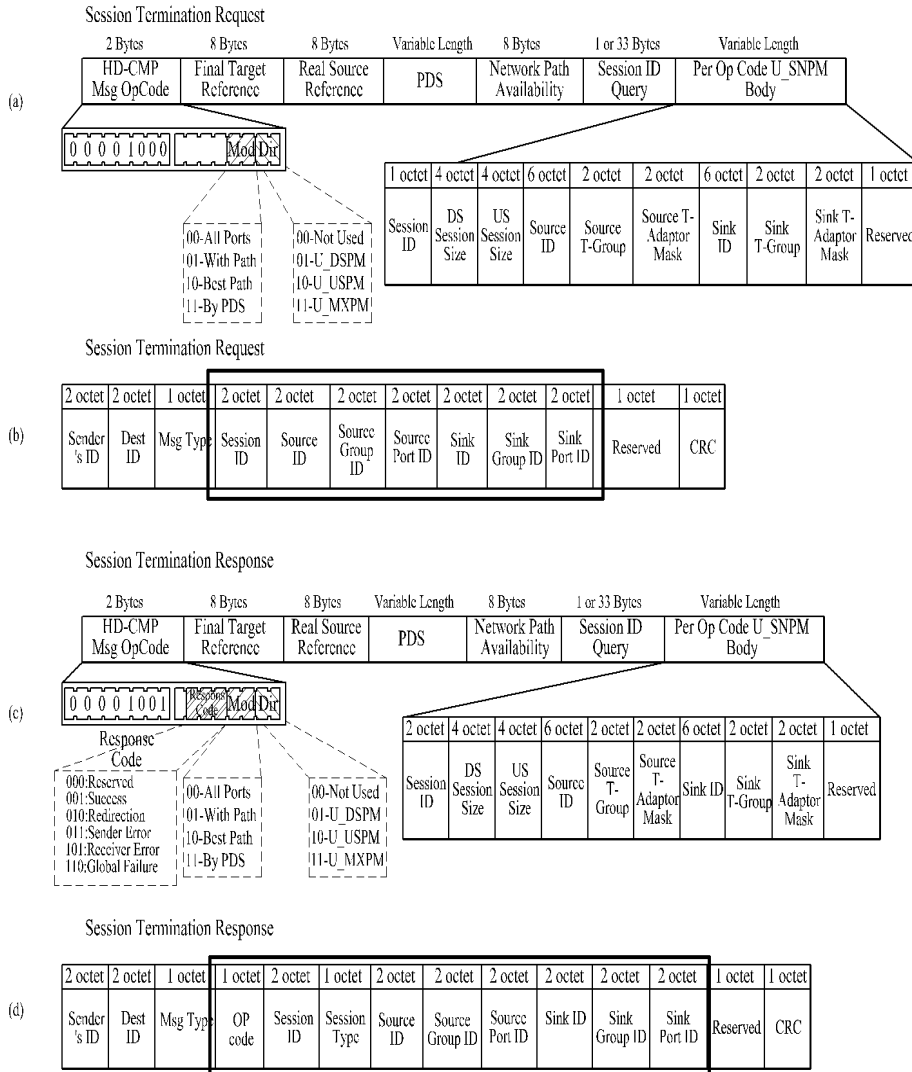 Session Termination Request
2 Bytes 8 Bytes 8 Bytes Variable Length 8 Bytes 1 or 33 Bytes Variable Length
HD-CMP Msg OpCode Final Target Reference Real Source Reference PDS Network Path Availability Session ID Query Per Op Code U_SNPM Body
(a)
0 0 0 0 1 0 0 0 Mod Dir
00-All Ports
01-With Path
10-Best Path
11-By PDS
00-Not Used
01-U_DSPM
10-U_USPM
11-U_MXPM
1 octet 4 octet 4 octet 6 octet 2 octet 2 octet 6 octet 2 octet 2 octet 1 octet
Session ID DS Session Size US Session Size Source ID Source T-Group Source T-Adaptor Mask Sink ID Sink T-Group Sink T-Adaptor Mask Reserved
Session Termination Request
(b)
2 octet 2 octet 1 octet 2 octet 2 octet 2 octet 2 octet 2 octet 2 octet 2 octet 1 octet 1 octet
Sender's ID Dest ID Msg Type Session ID Source ID Source Group ID Source Port ID Sink ID Sink Group ID Sink Port ID Reserved CRC
Session Termination Response
2 Bytes 8 Bytes 8 Bytes Variable Length 8 Bytes 1 or 33 Bytes Variable Length
HD-CMP Msg OpCode Final Target Reference Real Source Reference PDS Network Path Availability Session ID Query Per Op Code U_SNPM Body
(c)
0 0 0 0 1 0 0 1 Respons Code Mod Dir
Response Code
000:Reserved
001:Success
010:Redirection
011:Sender Error
101:Receiver Error
110:Global Failure
00-All Ports
01-With Path
10-Best Path
11-By PDS
00-Not Used
01-U_DSPM
10-U_USPM
11-U_MXPM
2 octet 4 octet 4 octet 6 octet 2 octet 2 octet 6 octet 2 octet 2 octet 1 octet
Session ID DS Session Size US Session Size Source ID Source T-Group Source T-Adaptor Mask Sink ID Sink T-Group Sink T-Adaptor Mask Reserved
Session Termination Response
(d)
2 octet 2 octet 1 octet 1 octet 2 octet 1 octet 2 octet 2 octet 2 octet 2 octet 2 octet 2 octet 1 octet 1 octet
Sender's ID Dest ID Msg Type OP code Session ID Session Type Source ID Source Group ID Source Port ID Sink ID Sink Group ID Sink Port ID Reserved CRC